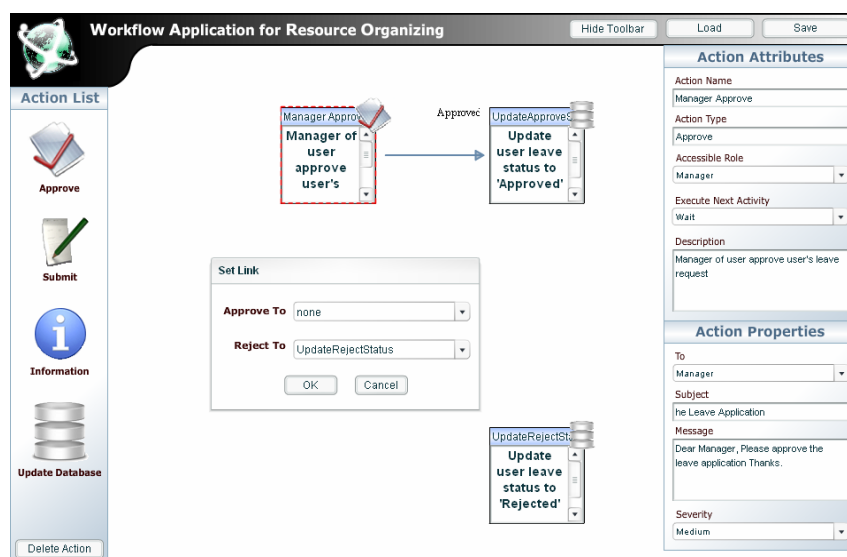 Workflow Application for Resource Organizing
Hide Toolbar
Load
Save
Action List
Approve
Submit
Information
Update Database
Delete Action
Manager Approv
Manager of
user
approve
user's
Approved
UpdateApproveS
Update
user leave
status to
'Approved'
Set Link
Approve To
none
Reject To
UpdateRejectStatus
OK
Cancel
UpdateRejectSta
Update
user leave
status to
'Rejected'
Action Attributes
Action Name
Manager Approve
Action Type
Approve
Accessible Role
Manager
Execute Next Activity
Wait
Description
Manager of user approve user's leave
request
Action Properties
To
Manager
Subject
he Leave Application
Message
Dear Manager, Please approve the
leave application Thanks.
Severity
Medium